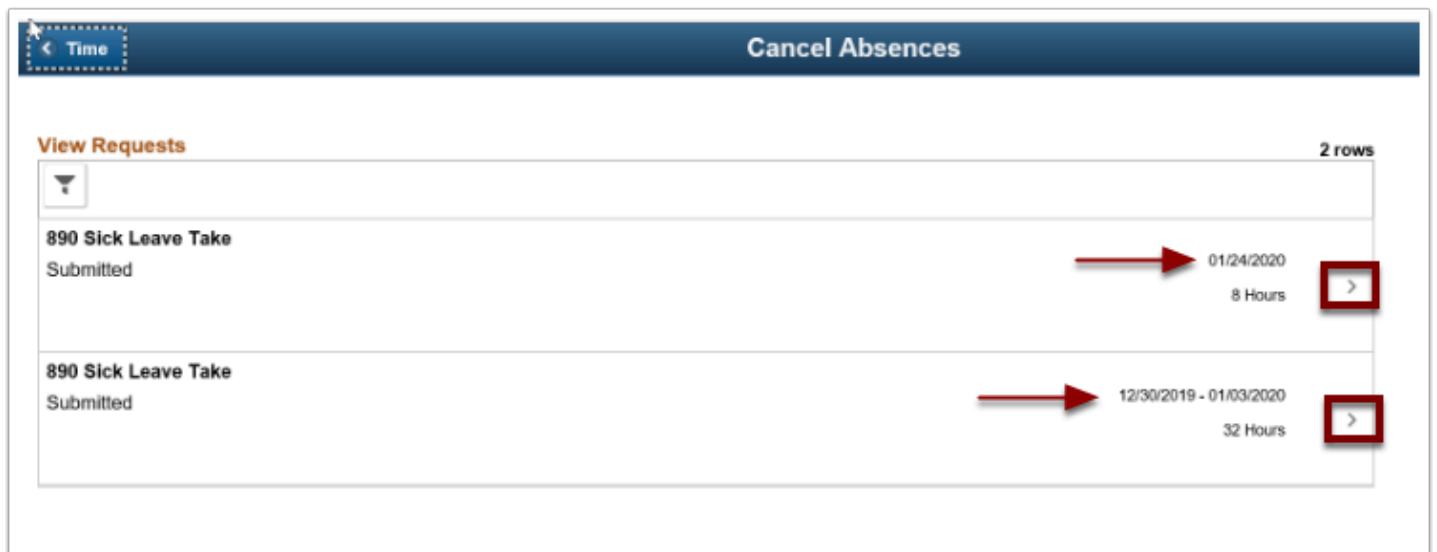 Time
Cancel Absences
View Requests
2 rows
890 Sick Leave Take
Submitted
01/24/2020
8 Hours
890 Sick Leave Take
Submitted
12/30/2019 - 01/03/2020
32 Hours